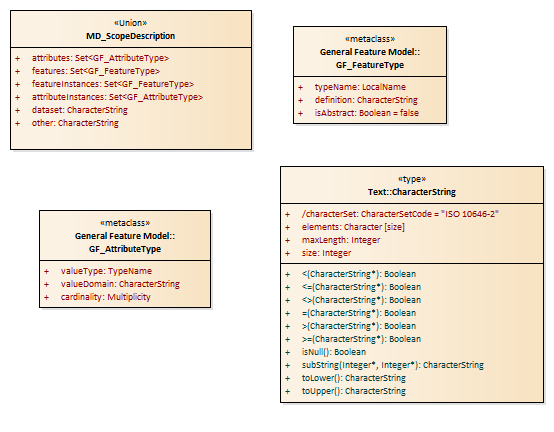 «Union»
MD_ScopeDescription
+ attributes: Set<GF_AttributeType>
+ features: Set<GF_FeatureType>
+ featureInstances: Set<GF_FeatureType>
+ attributeInstances: Set<GF_AttributeType>
+ dataset: CharacterString
+ other: CharacterString
«metaclass»
General Feature Model::
GF_FeatureType
+ typeName: LocalName
+ definition: CharacterString
+ isAbstract: Boolean = false
«metaclass»
General Feature Model::
GF_AttributeType
+ valueType: TypeName
+ valueDomain: CharacterString
+ cardinality: Multiplicity
«type»
Text::CharacterString
+ /characterSet: CharacterSetCode = "ISO 10646-2"
+ elements: Character [size]
+ maxLength: Integer
+ size: Integer
+ <(CharacterString*): Boolean
+ <=(CharacterString*): Boolean
+ <>(CharacterString*): Boolean
+ =(CharacterString*): Boolean
+ >(CharacterString*): Boolean
+ >=(CharacterString*): Boolean
+ isNull(): Boolean
+ subString(Integer*, Integer*): CharacterString
+ toLower(): CharacterString
+ toUpper(): CharacterString